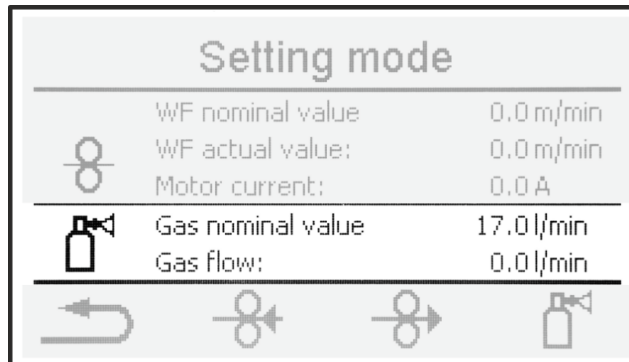 Setting mode
WF nominal value 0.0 m/min
WF actual value: 0.0 m/min
Motor current: 0.0 A
Gas nominal value 17.0 l/min
Gas flow: 0.0 l/min